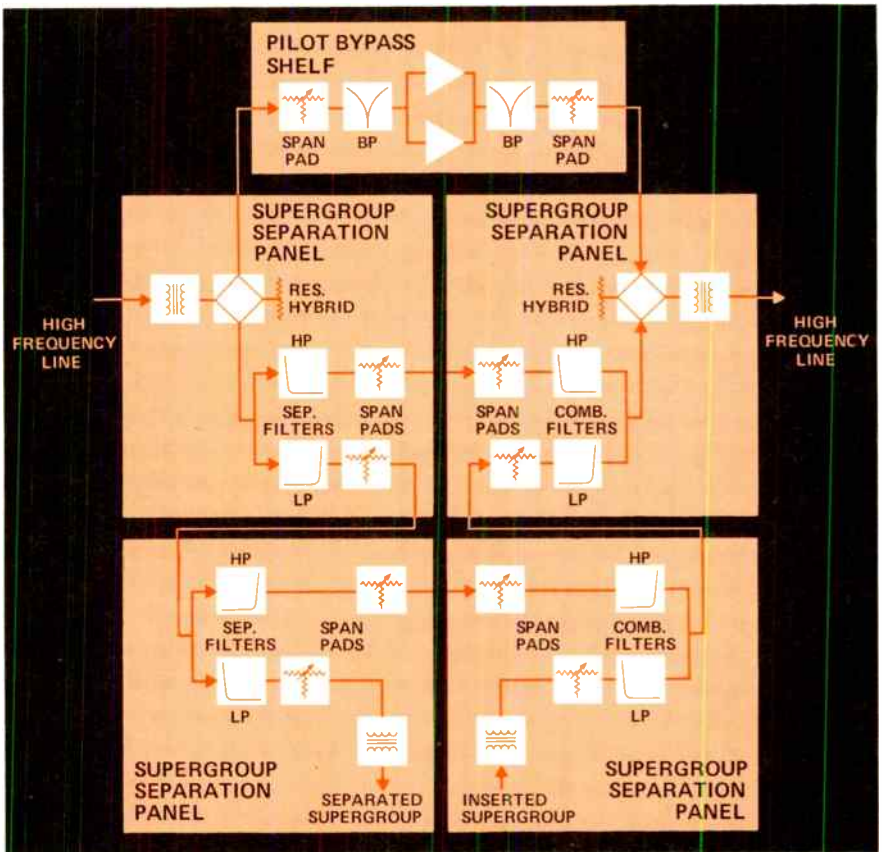 PILOT BYPASS
SHELF
SPAN
PAD
BP
BP
SPAN
PAD
SUPERGROUP
SEPARATION
PANEL
RES.
HYBRID
HIGH
FREQUENCY
LINE
HP
SEP.
FILTERS
SPAN
PADS
LP
SUPERGROUP
SEPARATION
PANEL
RES.
HYBRID
HIGH
FREQUENCY
LINE
HP
SPAN
PADS
COMB.
FILTERS
LP
HP
SEP.
FILTERS
SPAN
PADS
LP
SUPERGROUP
SEPARATION
PANEL
SEPARATED
SUPERGROUP
HP
SPAN
PADS
COMB.
FILTERS
LP
INSERTED
SUPERGROUP
SUPERGROUP
SEPARATION
PANEL